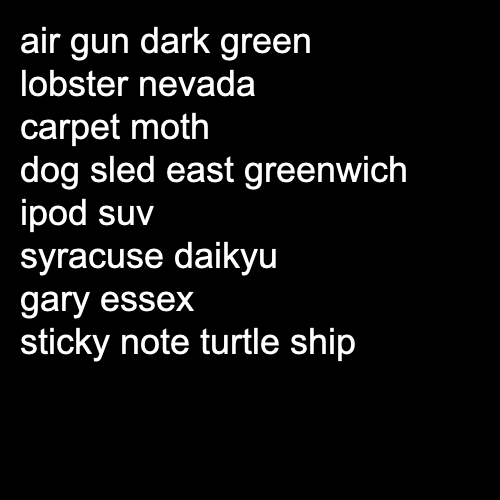 air gun dark green
lobster nevada
carpet moth
dog sled east greenwich
ipod suv
syracuse daikyu
gary essex
sticky note turtle ship